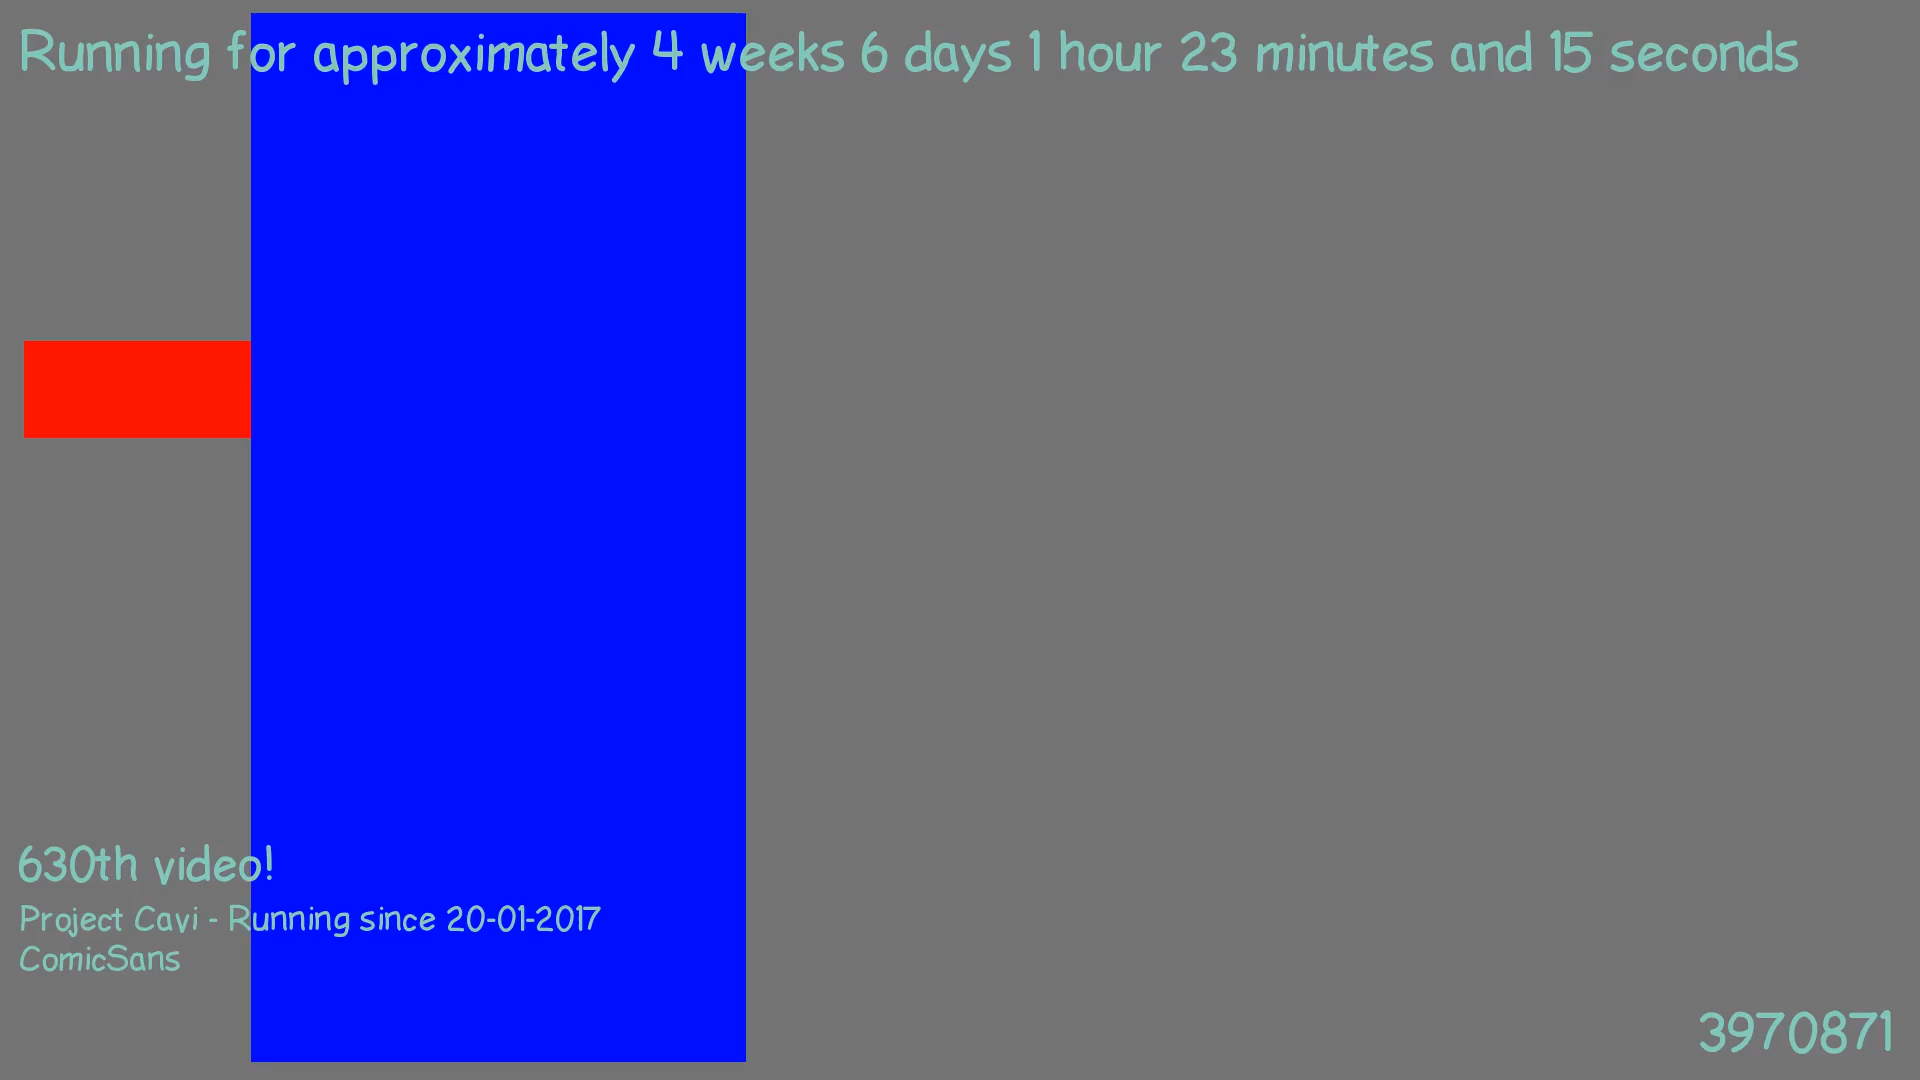 Running for approximately 4 weeks 6 days 1 hour 23 minutes and 15 seconds
630th video!
Project Cavi - Running since 20-01-2017
ComicSans
3970871